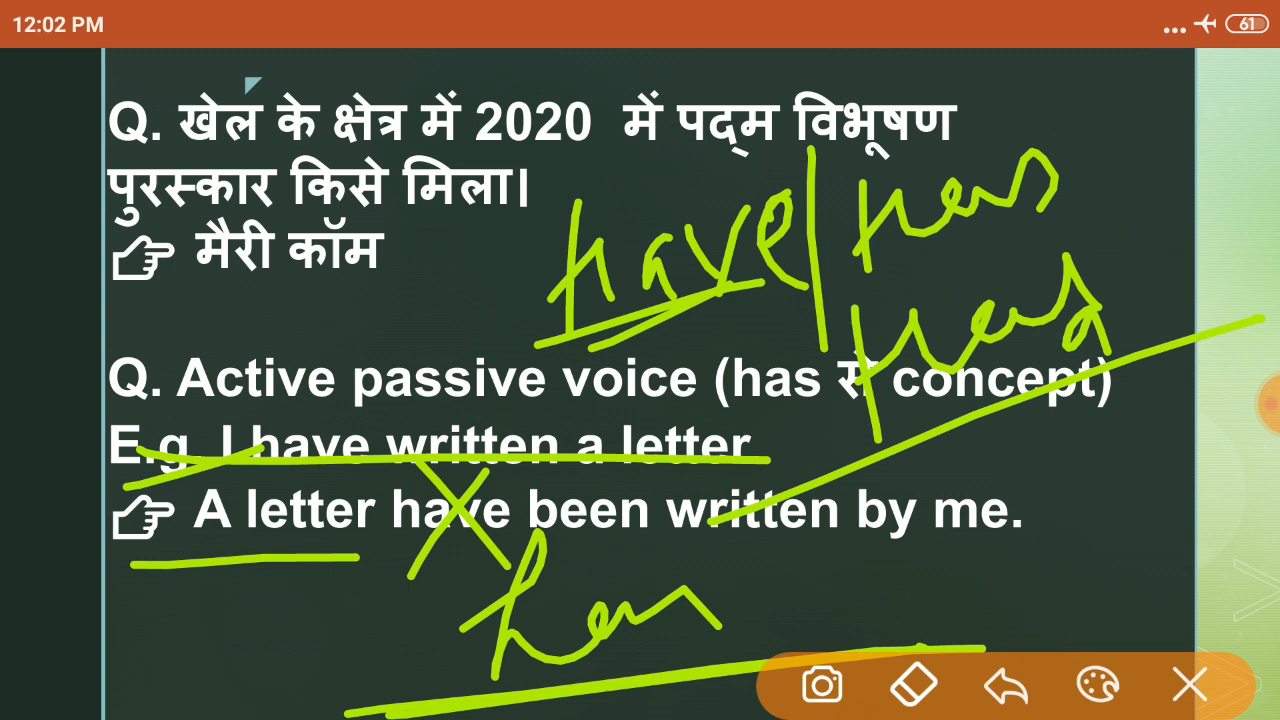 12:02 PM
61
Q. खेल के क्षेत्र में 2020 में पद्म विभूषण
पुरस्कार किसे मिला।
मैरी कॉम
have/has
had
Q. Active passive voice (has से concept)
E.g. I have written a letter
A letter have been written by me.
has